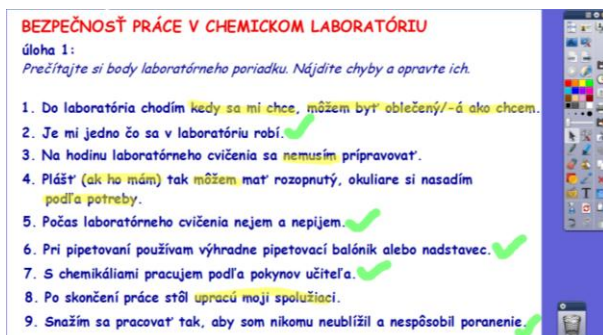 BEZPEČNOSŤ PRÁCE V CHEMICKOM LABORATÓRIU
úloha 1:
Prečítajte si body laboratórneho poriadku. Nájdite chyby a opravte ich.
1. Do laboratória chodím kedy sa mi chce, môžem byť oblečený/-á ako chcem.
2. Je mi jedno čo sa v laboratóriu robí.
3. Na hodinu laboratórneho cvičenia sa nemusím prípravovať.
4. Plášť (ak ho mám) tak môžem mať rozopnutý, okuliare si nasadím
podľa potreby.
5. Počas laboratórneho cvičenia nejem a nepijem.
6. Pri pipetovaní používam výhradne pipetovací balónik alebo nadstavec.
7. S chemikáliami pracujem podľa pokynov učiteľa.
8. Po skončení práce stôl upracú moji spolužiaci.
9. Snažím sa pracovať tak, aby som nikomu neublížil a nespôsobil poranenie.